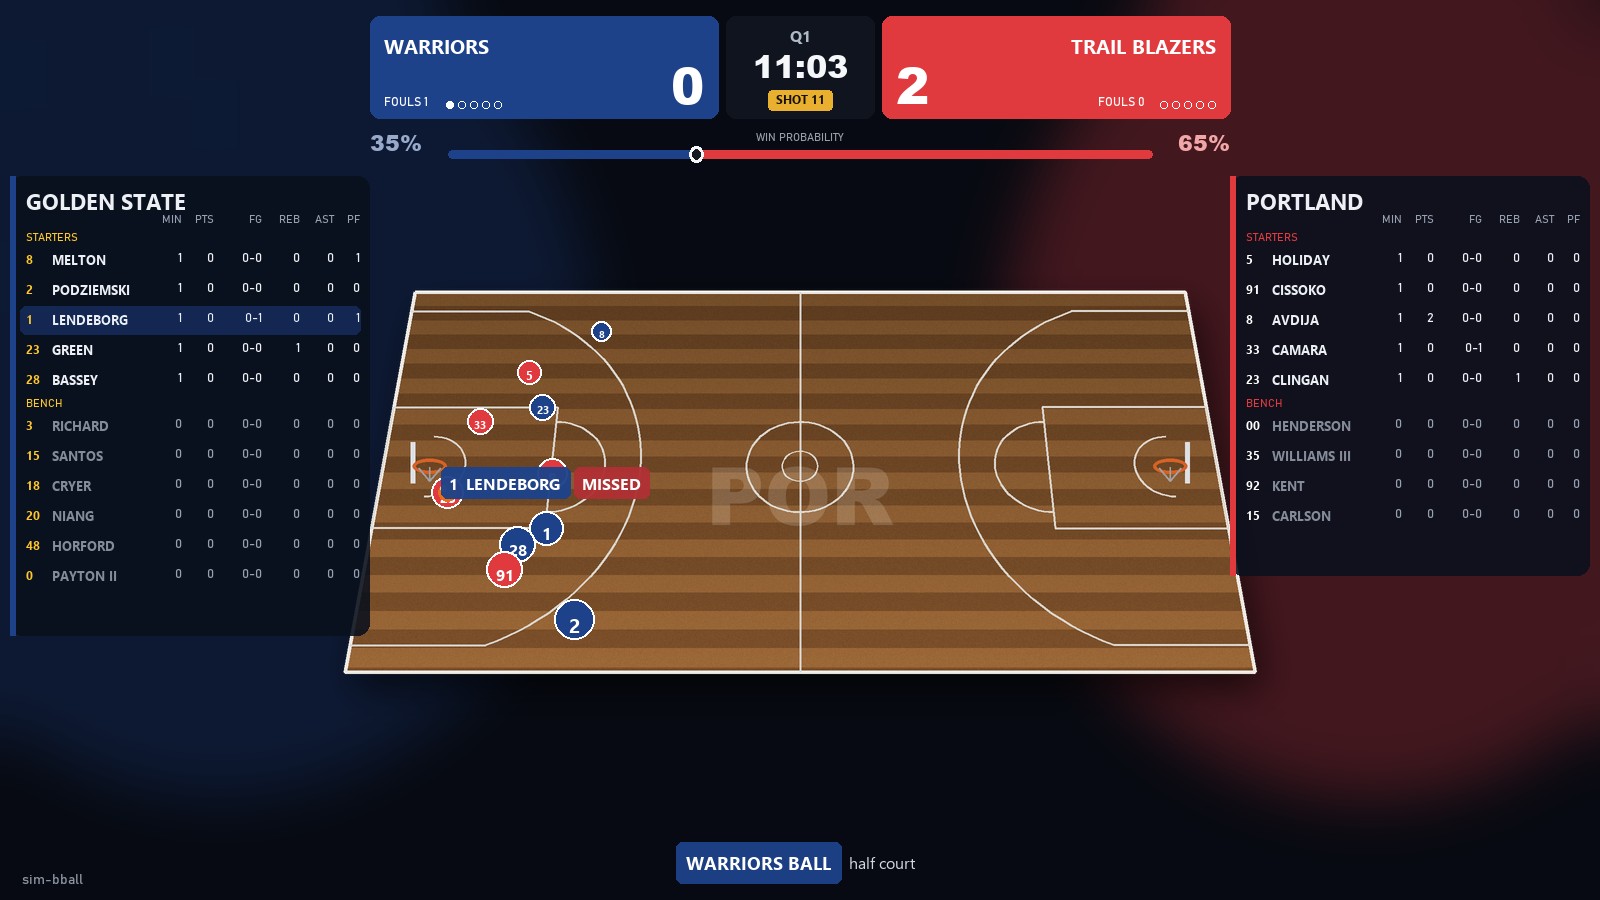 WARRIORS
0
FOULS 1
Q1
11:03
SHOT 11
TRAIL BLAZERS
2
FOULS 0
35%
WIN PROBABILITY
65%
GOLDEN STATE
MIN PTS FG REB AST PF
STARTERS
8 MELTON 1 0 0-0 0 0 1
2 PODZIEMSKI 1 0 0-0 0 0 0
1 LENDEBORG 1 0 0-1 0 0 1
23 GREEN 1 0 0-0 1 0 0
28 BASSEY 1 0 0-0 0 0 0
BENCH
3 RICHARD 0 0 0-0 0 0 0
15 SANTOS 0 0 0-0 0 0 0
18 CRYER 0 0 0-0 0 0 0
20 NIANG 0 0 0-0 0 0 0
48 HORFORD 0 0 0-0 0 0 0
0 PAYTON II 0 0 0-0 0 0 0
PORTLAND
MIN PTS FG REB AST PF
STARTERS
5 HOLIDAY 1 0 0-0 0 0 0
91 CISSOKO 1 0 0-0 0 0 0
8 AVDIJA 1 2 0-0 0 0 0
33 CAMARA 1 0 0-1 0 0 0
23 CLINGAN 1 0 0-0 1 0 0
BENCH
00 HENDERSON 0 0 0-0 0 0 0
35 WILLIAMS III 0 0 0-0 0 0 0
92 KENT 0 0 0-0 0 0 0
15 CARLSON 0 0 0-0 0 0 0
8
5
23
33
1 LENDEBORG MISSED
POR
1
28
91
2
WARRIORS BALL half court
sim-bball